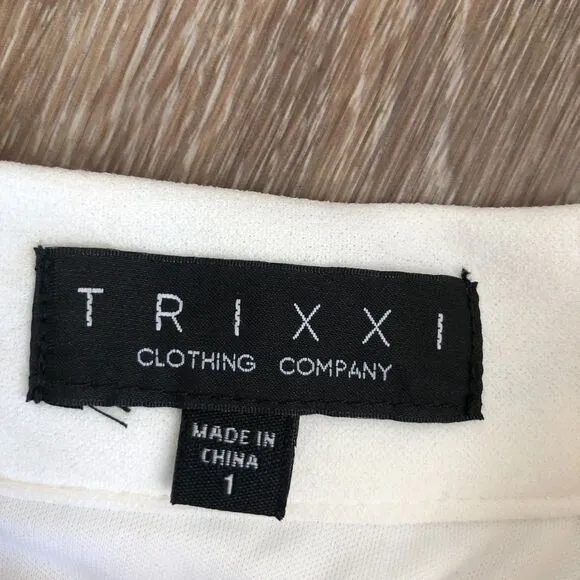 TRIXXI
CLOTHING COMPANY
MADE IN
CHINA
1